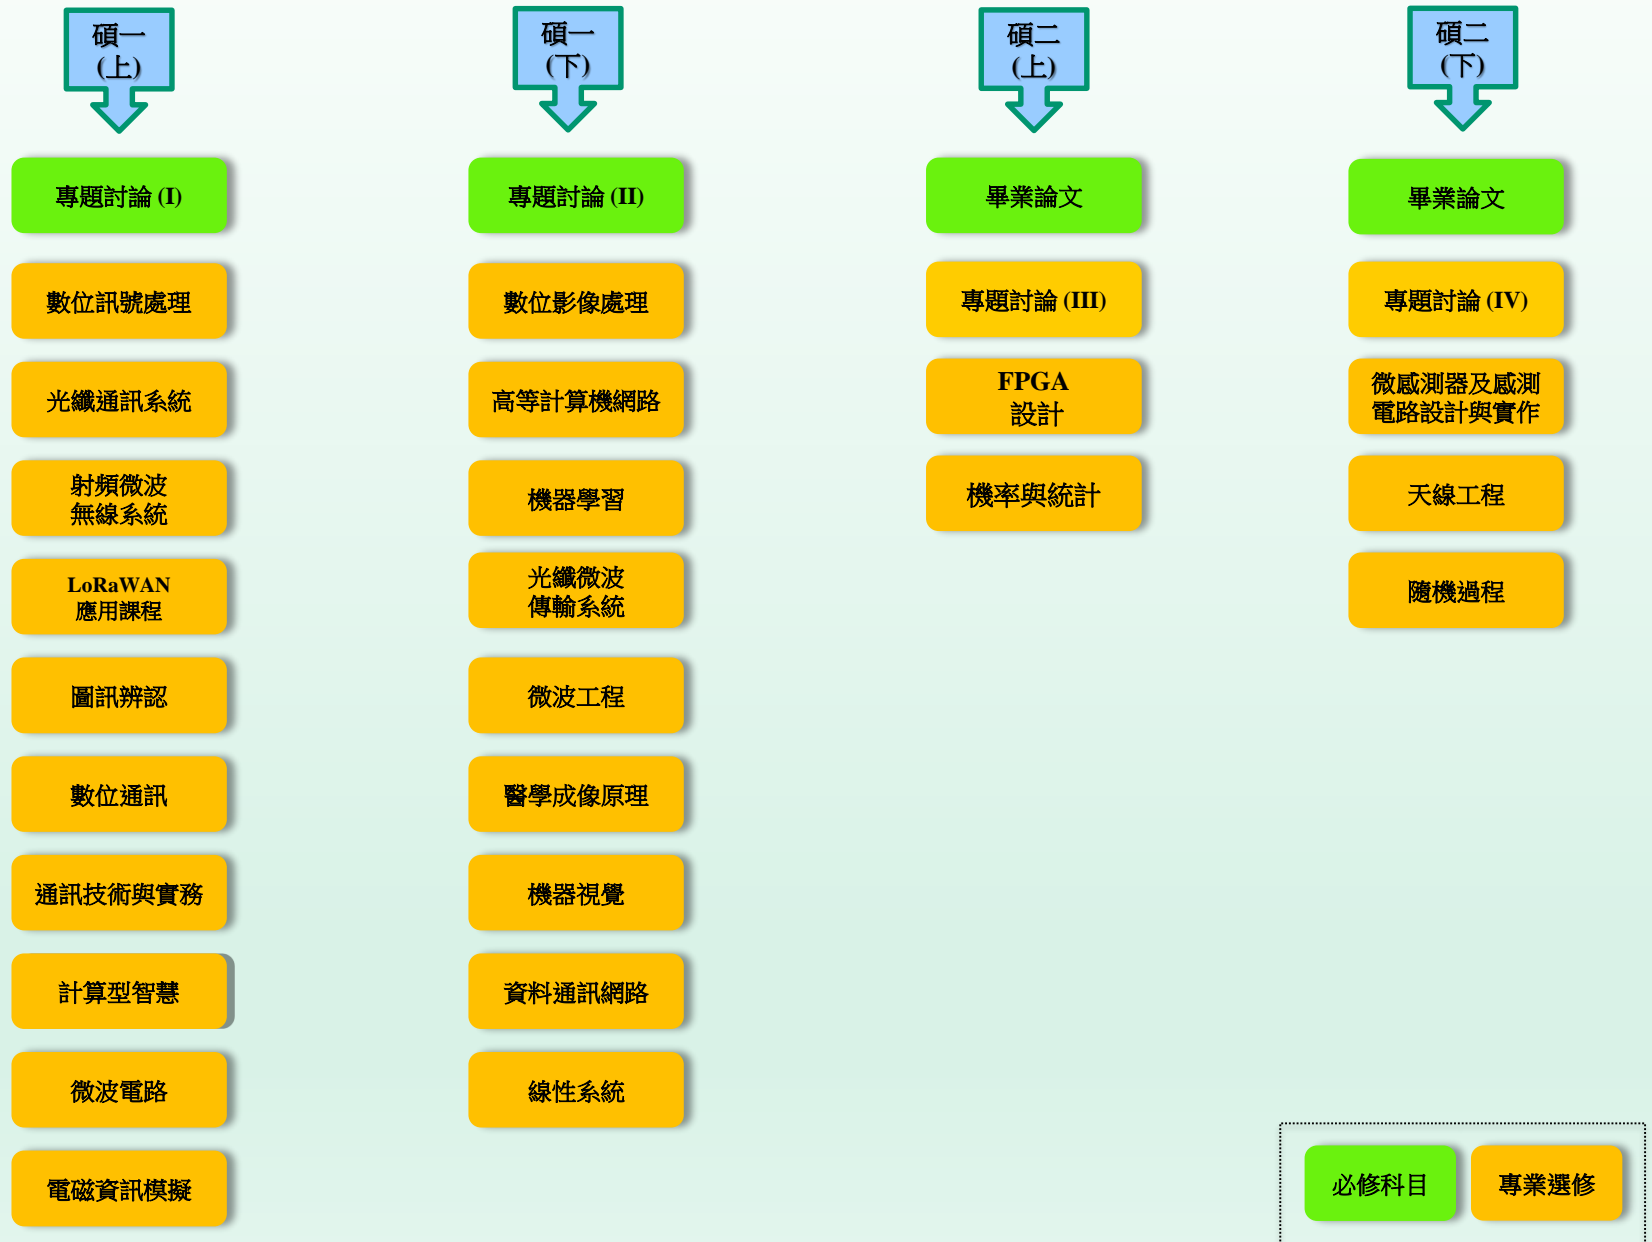 碩一
(上)
專題討論 (I)
數位訊號處理
光纖通訊系統
射頻微波
無線系統
LoRaWAN
應用課程
圖訊辨認
數位通訊
通訊技術與實務
計算型智慧
微波電路
電磁資訊模擬
碩一
(下)
專題討論 (II)
數位影像處理
高等計算機網路
機器學習
光纖微波
傳輸系統
微波工程
醫學成像原理
機器視覺
資料通訊網路
線性系統
碩二
(上)
畢業論文
專題討論 (III)
FPGA
設計
機率與統計
碩二
(下)
畢業論文
專題討論 (IV)
微感測器及感測
電路設計與實作
天線工程
隨機過程
必修科目
專業選修